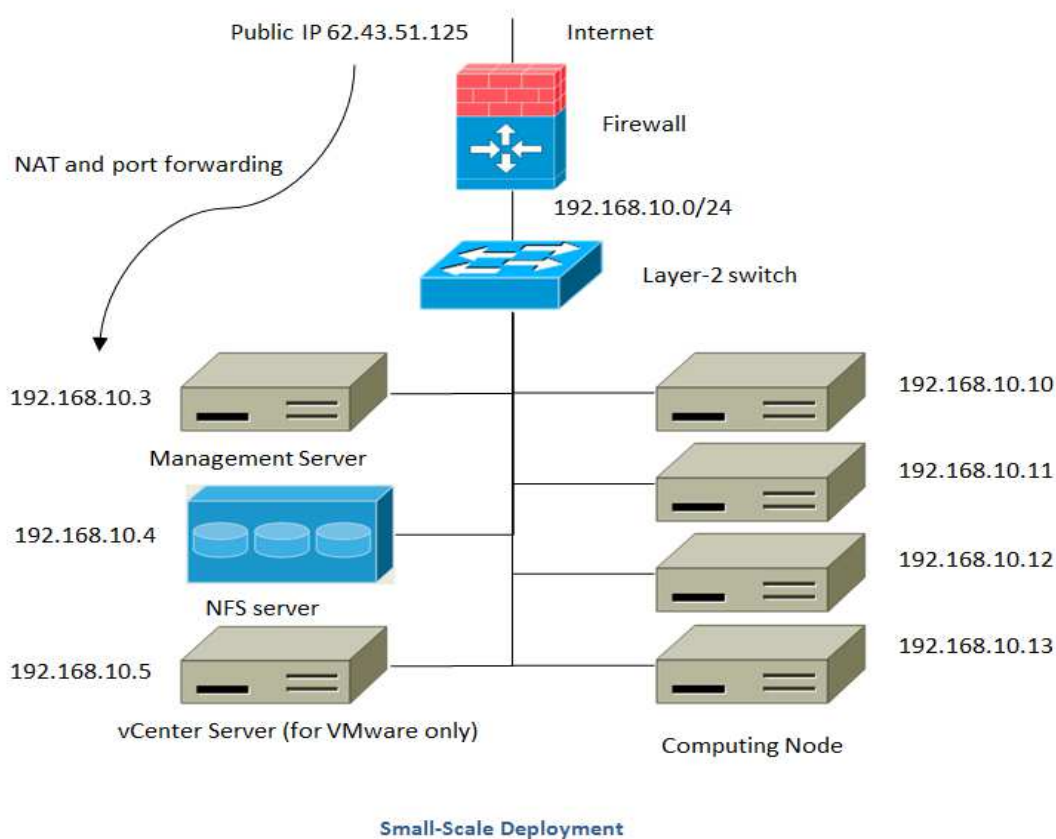 Public IP 62.43.51.125
Internet
Firewall
NAT and port forwarding
192.168.10.0/24
Layer-2 switch
192.168.10.3
Management Server
192.168.10.10
192.168.10.11
192.168.10.4
NFS server
192.168.10.12
192.168.10.5
vCenter Server (for VMware only)
192.168.10.13
Computing Node
Small-Scale Deployment